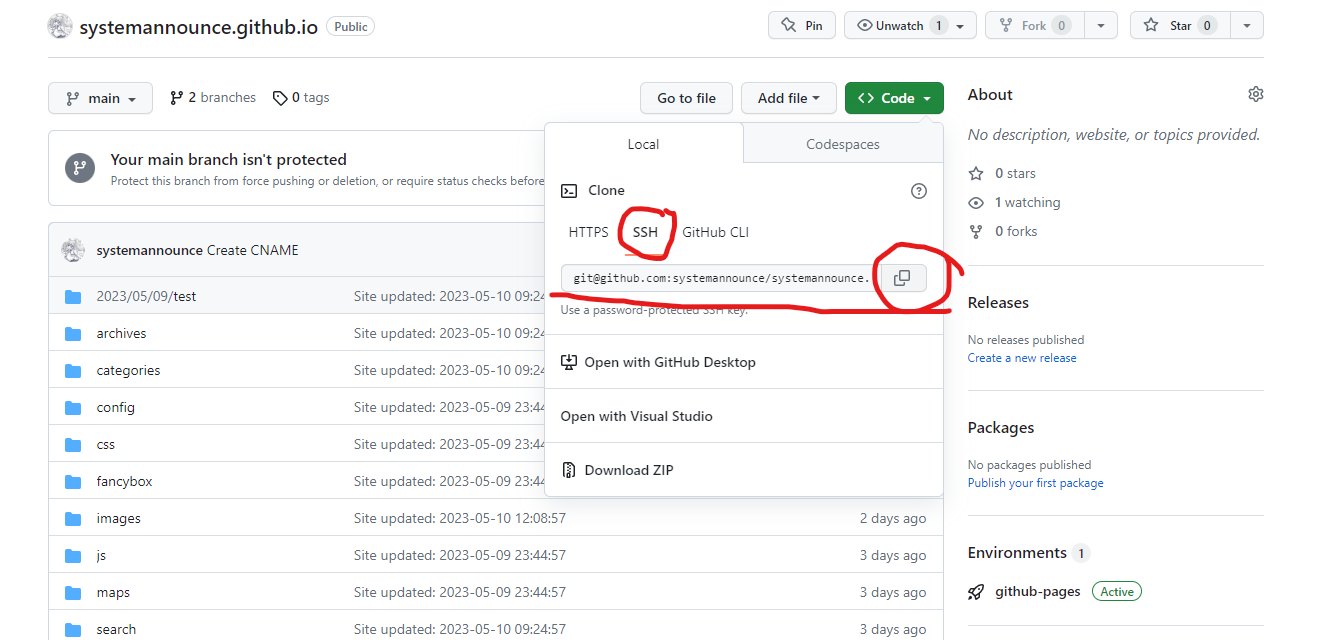 systemannounce.github.io Public
Pin
Unwatch 1
Fork 0
Star 0
main
2 branches
0 tags
Go to file
Add file
Code
Your main branch isn't protected
Protect this branch from force pushing or deletion, or require status checks before
Local
Codespaces
Clone
HTTPS
SSH
GitHub CLI
git@github.com:systemannounce/systemannounce.
Use a password-protected SSH key.
Open with GitHub Desktop
Open with Visual Studio
Download ZIP
systemannounce Create CNAME
2023/05/09/test Site updated: 2023-05-10 09:24
archives Site updated: 2023-05-10 09:24
categories Site updated: 2023-05-10 09:24
config Site updated: 2023-05-09 23:44
css Site updated: 2023-05-09 23:44
fancybox Site updated: 2023-05-09 23:44
images Site updated: 2023-05-10 12:08:57 2 days ago
js Site updated: 2023-05-09 23:44:57 3 days ago
maps Site updated: 2023-05-09 23:44:57 3 days ago
search Site updated: 2023-05-10 09:24:57 3 days ago
About
No description, website, or topics provided.
0 stars
1 watching
0 forks
Releases
No releases published
Create a new release
Packages
No packages published
Publish your first package
Environments 1
github-pages Active